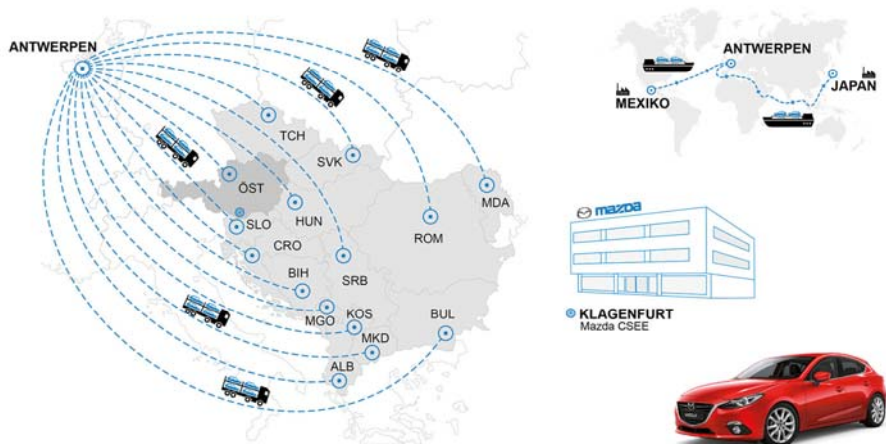 ANTWERPEN
TCH
SVK
ÖST
MDA
HUN
SLO
ROM
CRO
SRB
BIH
MGO
KOS
BUL
MKD
ALB
ANTWERPEN
MEXIKO
JAPAN
mazda
KLAGENFURT
Mazda CSEE